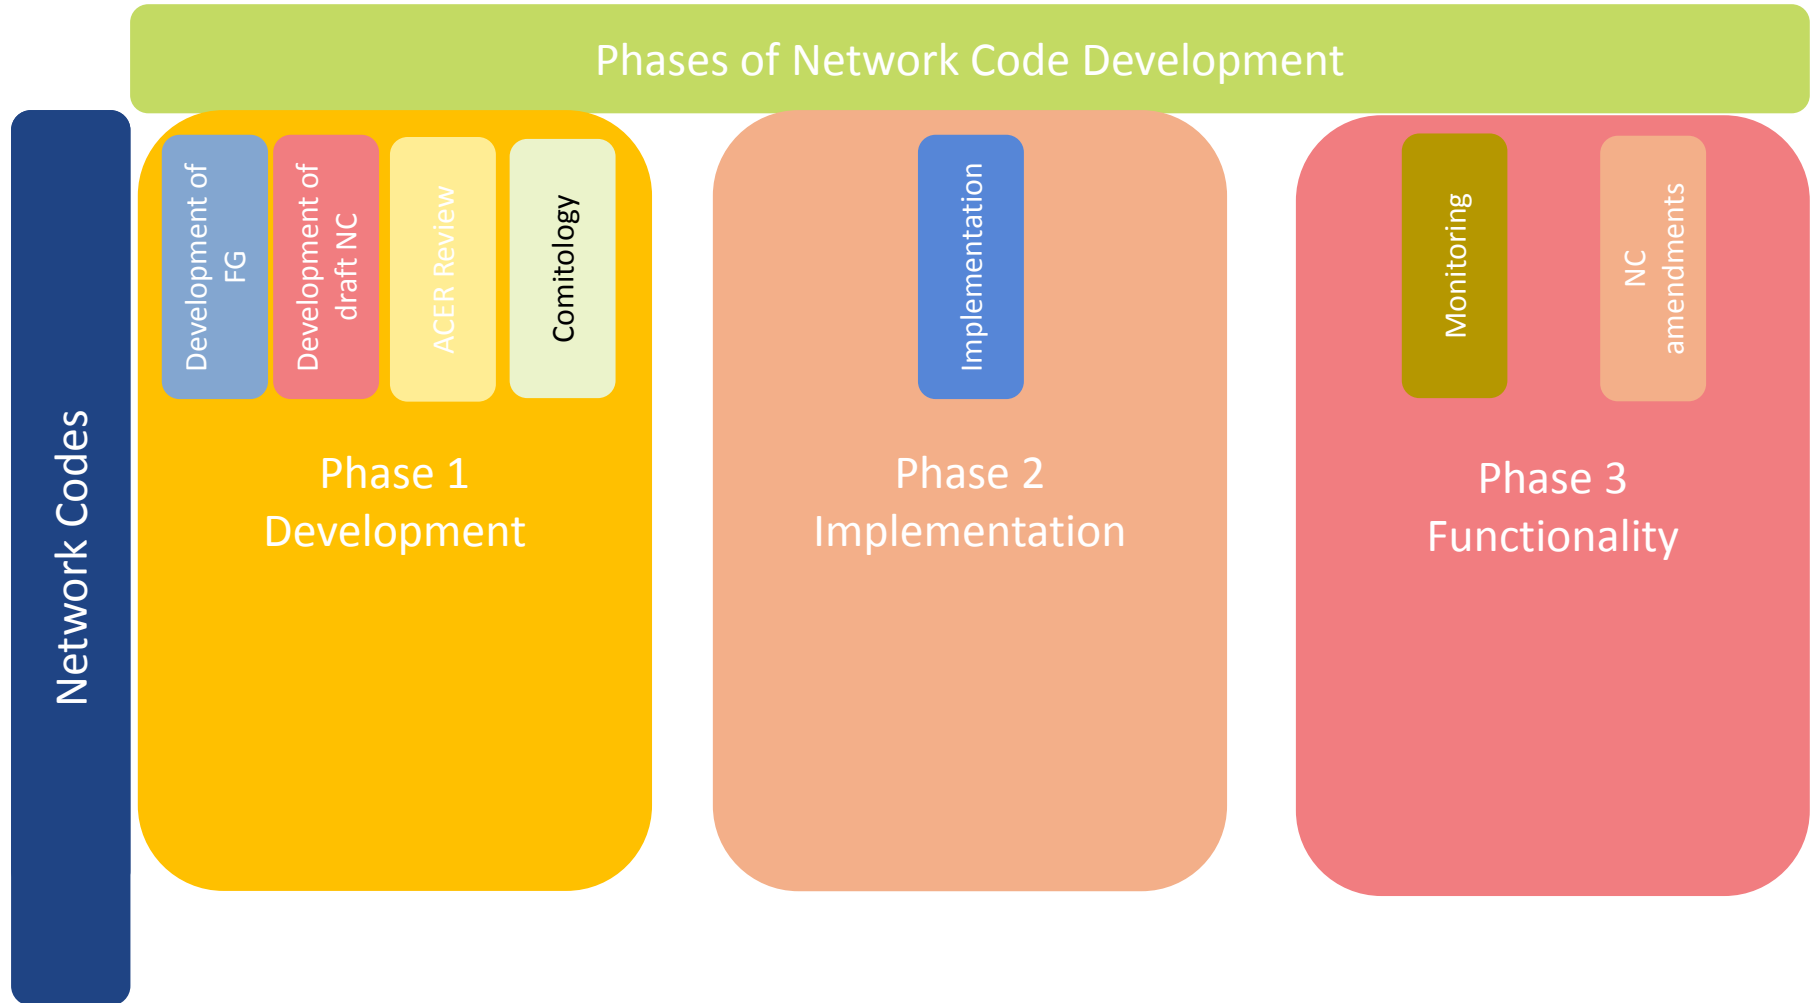 Phases of Network Code Development
Network Codes
Development of
FG
Development of
draft NC
ACER Review
Comitology
Phase 1
Development
Implementation
Phase 2
Implementation
Monitoring
NC
amendments
Phase 3
Functionality